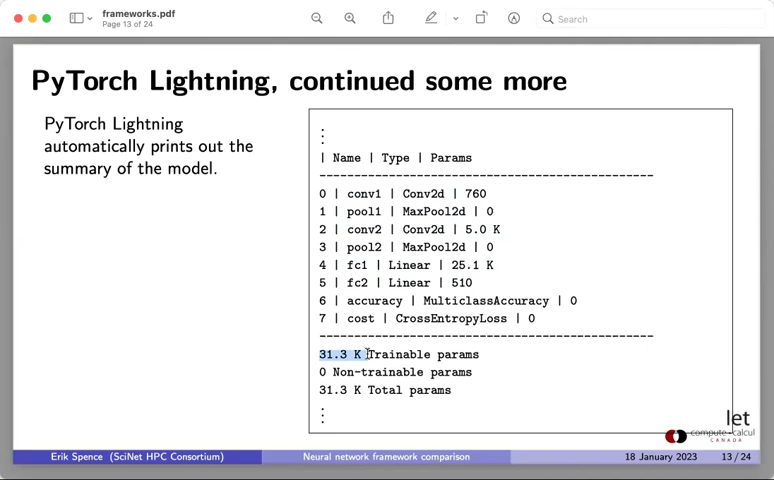 frameworks.pdf
Page 13 of 24
Search
PyTorch Lightning, continued some more
PyTorch Lightning
automatically prints out the
summary of the model.
⋮
| Name | Type | Params
------------------------------------------------
0 | conv1 | Conv2d | 760
1 | pool1 | MaxPool2d | 0
2 | conv2 | Conv2d | 5.0 K
3 | pool2 | MaxPool2d | 0
4 | fc1 | Linear | 25.1 K
5 | fc2 | Linear | 510
6 | accuracy | MulticlassAccuracy | 0
7 | cost | CrossEntropyLoss | 0
------------------------------------------------
31.3 K Trainable params
0 Non-trainable params
31.3 K Total params
⋮
let
compute • calcul
CANADA
Erik Spence (SciNet HPC Consortium)
Neural network framework comparison
18 January 2023
13 / 24